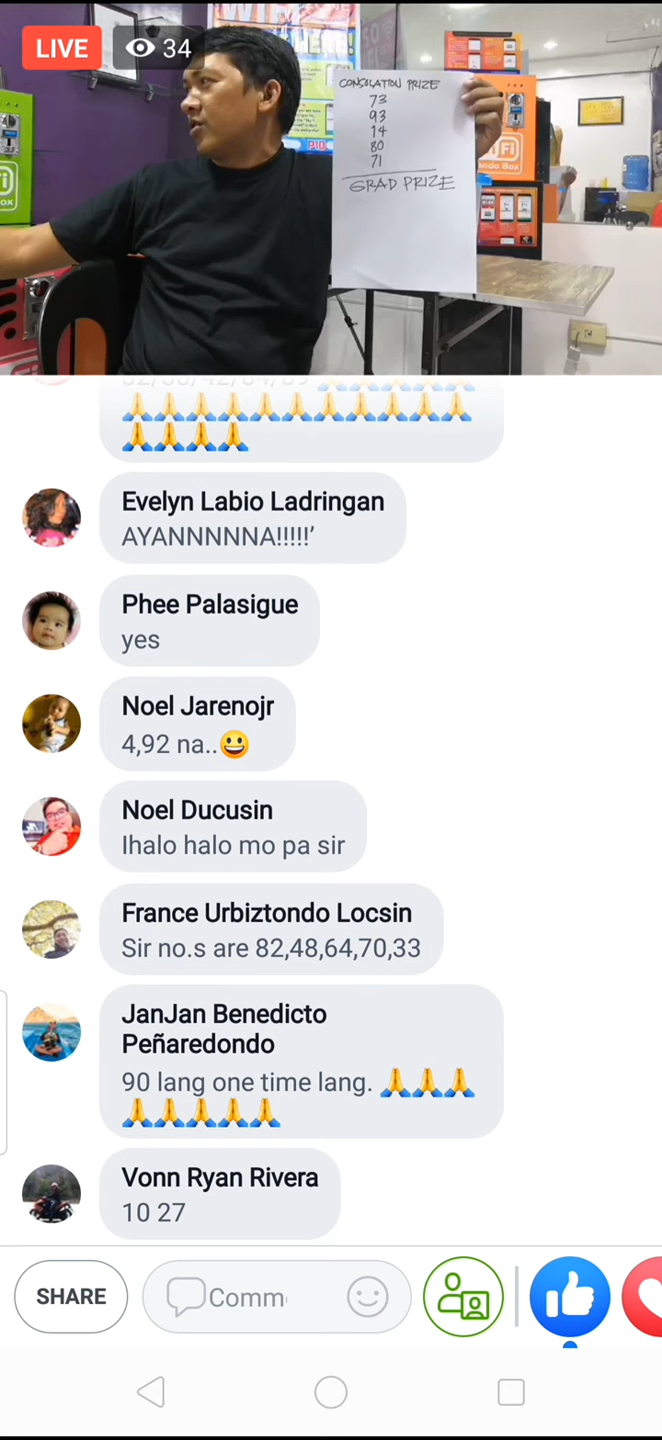 LIVE
34
CONSOLATION PRIZE
73
93
14
80
71
GRAD PRIZE
Evelyn Labio Ladringan
AYANNNNNA!!!!!’
Phee Palasigue
yes
Noel Jarenojr
4,92 na..😀
Noel Ducusin
Ihalo halo mo pa sir
France Urbiztondo Locsin
Sir no.s are 82,48,64,70,33
JanJan Benedicto
Peñaredondo
90 lang one time lang. 🙏🙏🙏
🙏🙏🙏🙏🙏
Vonn Ryan Rivera
10 27
SHARE
Comm